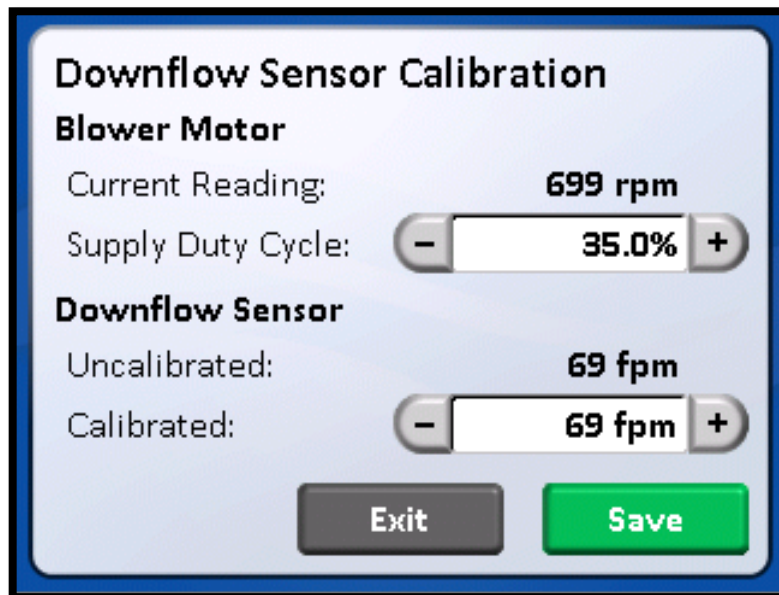 Downflow Sensor Calibration
Blower Motor
Current Reading: 699 rpm
Supply Duty Cycle: − 35.0% +
Downflow Sensor
Uncalibrated: 69 fpm
Calibrated: − 69 fpm +
Exit Save